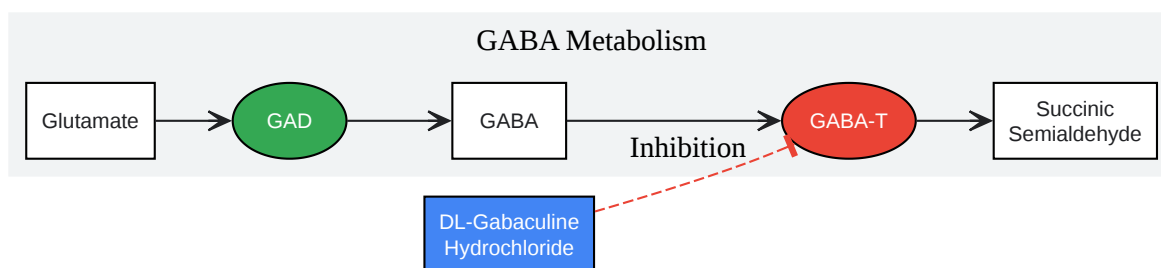 GABA Metabolism
Glutamate
GAD
GABA
GABA-T
Succinic
Semialdehyde
Inhibition
DL-Gabaculine
Hydrochloride